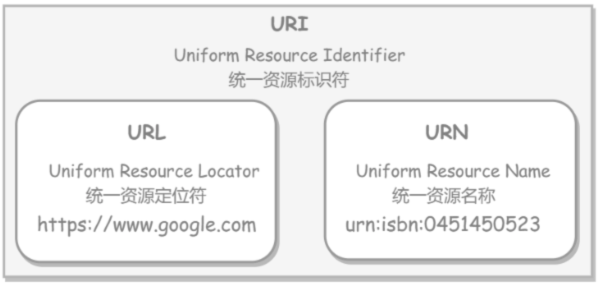 URI
Uniform Resource Identifier
统一资源标识符
URL
Uniform Resource Locator
统一资源定位符
https://www.google.com
URN
Uniform Resource Name
统一资源名称
urn:isbn:0451450523